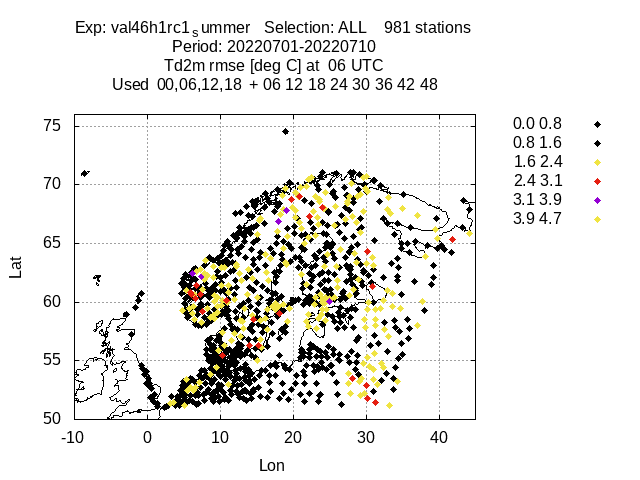 Exp: val46h1rc1summer Selection: ALL 981 stations
Period: 20220701-20220710
Td2m rmse [deg C] at 06 UTC
Used 00,06,12,18 + 06 12 18 24 30 36 42 48
0.0 0.8
0.8 1.6
1.6 2.4
2.4 3.1
3.1 3.9
3.9 4.7
75
70
65
60
55
50
Lat
-10 0 10 20 30 40
Lon